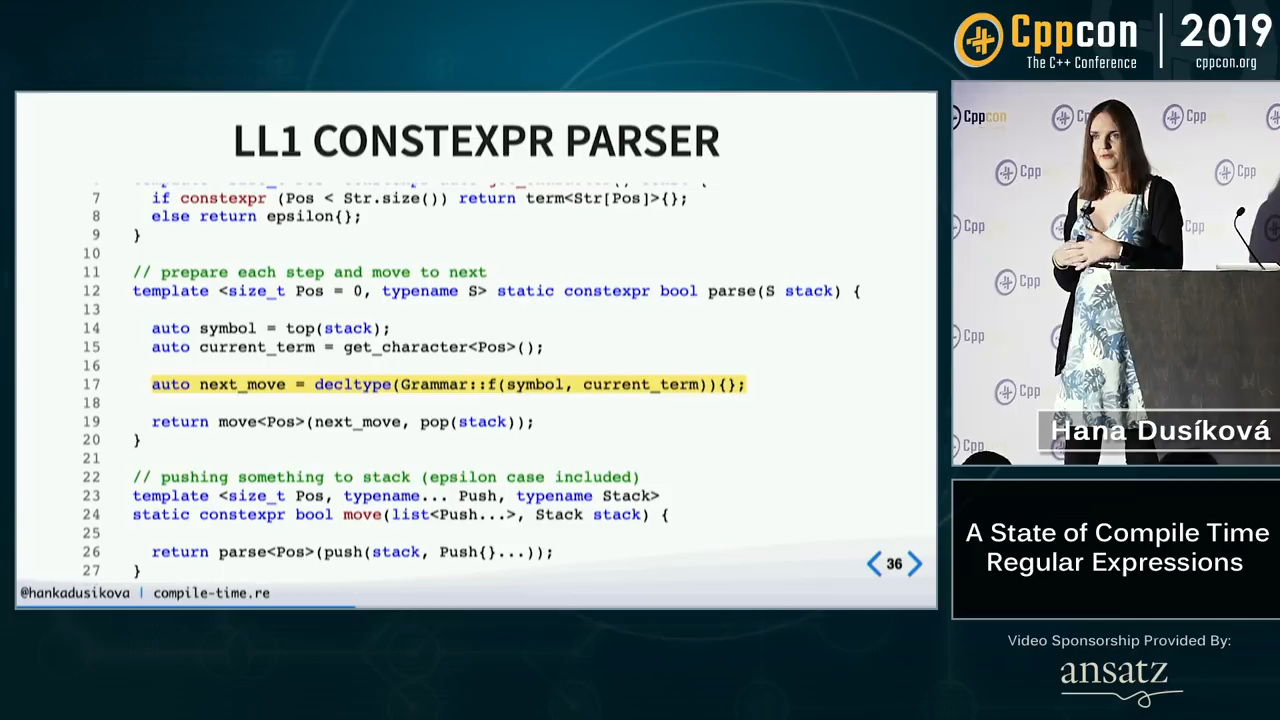 Cppcon | 2019
The C++ Conference
cppcon.org
LL1 CONSTEXPR PARSER
7 if constexpr (Pos < Str.size()) return term<Str[Pos]>{};
8 else return epsilon{};
9 }
10
11 // prepare each step and move to next
12 template <size_t Pos = 0, typename S> static constexpr bool parse(S stack) {
13
14 auto symbol = top(stack);
15 auto current_term = get_character<Pos>();
16
17 auto next_move = decltype(Grammar::f(symbol, current_term)){};
18
19 return move<Pos>(next_move, pop(stack));
20 }
21
22 // pushing something to stack (epsilon case included)
23 template <size_t Pos, typename... Push, typename Stack>
24 static constexpr bool move(list<Push...>, Stack stack) {
25
26 return parse<Pos>(push(stack, Push{}...));
27 }
36
@hankadusikova | compile-time.re
Cppcon
Cpp
Cpp
Cpp
Cpp
Cpp
Hana Dusíková
A State of Compile Time
Regular Expressions
Video Sponsorship Provided By:
ansatz